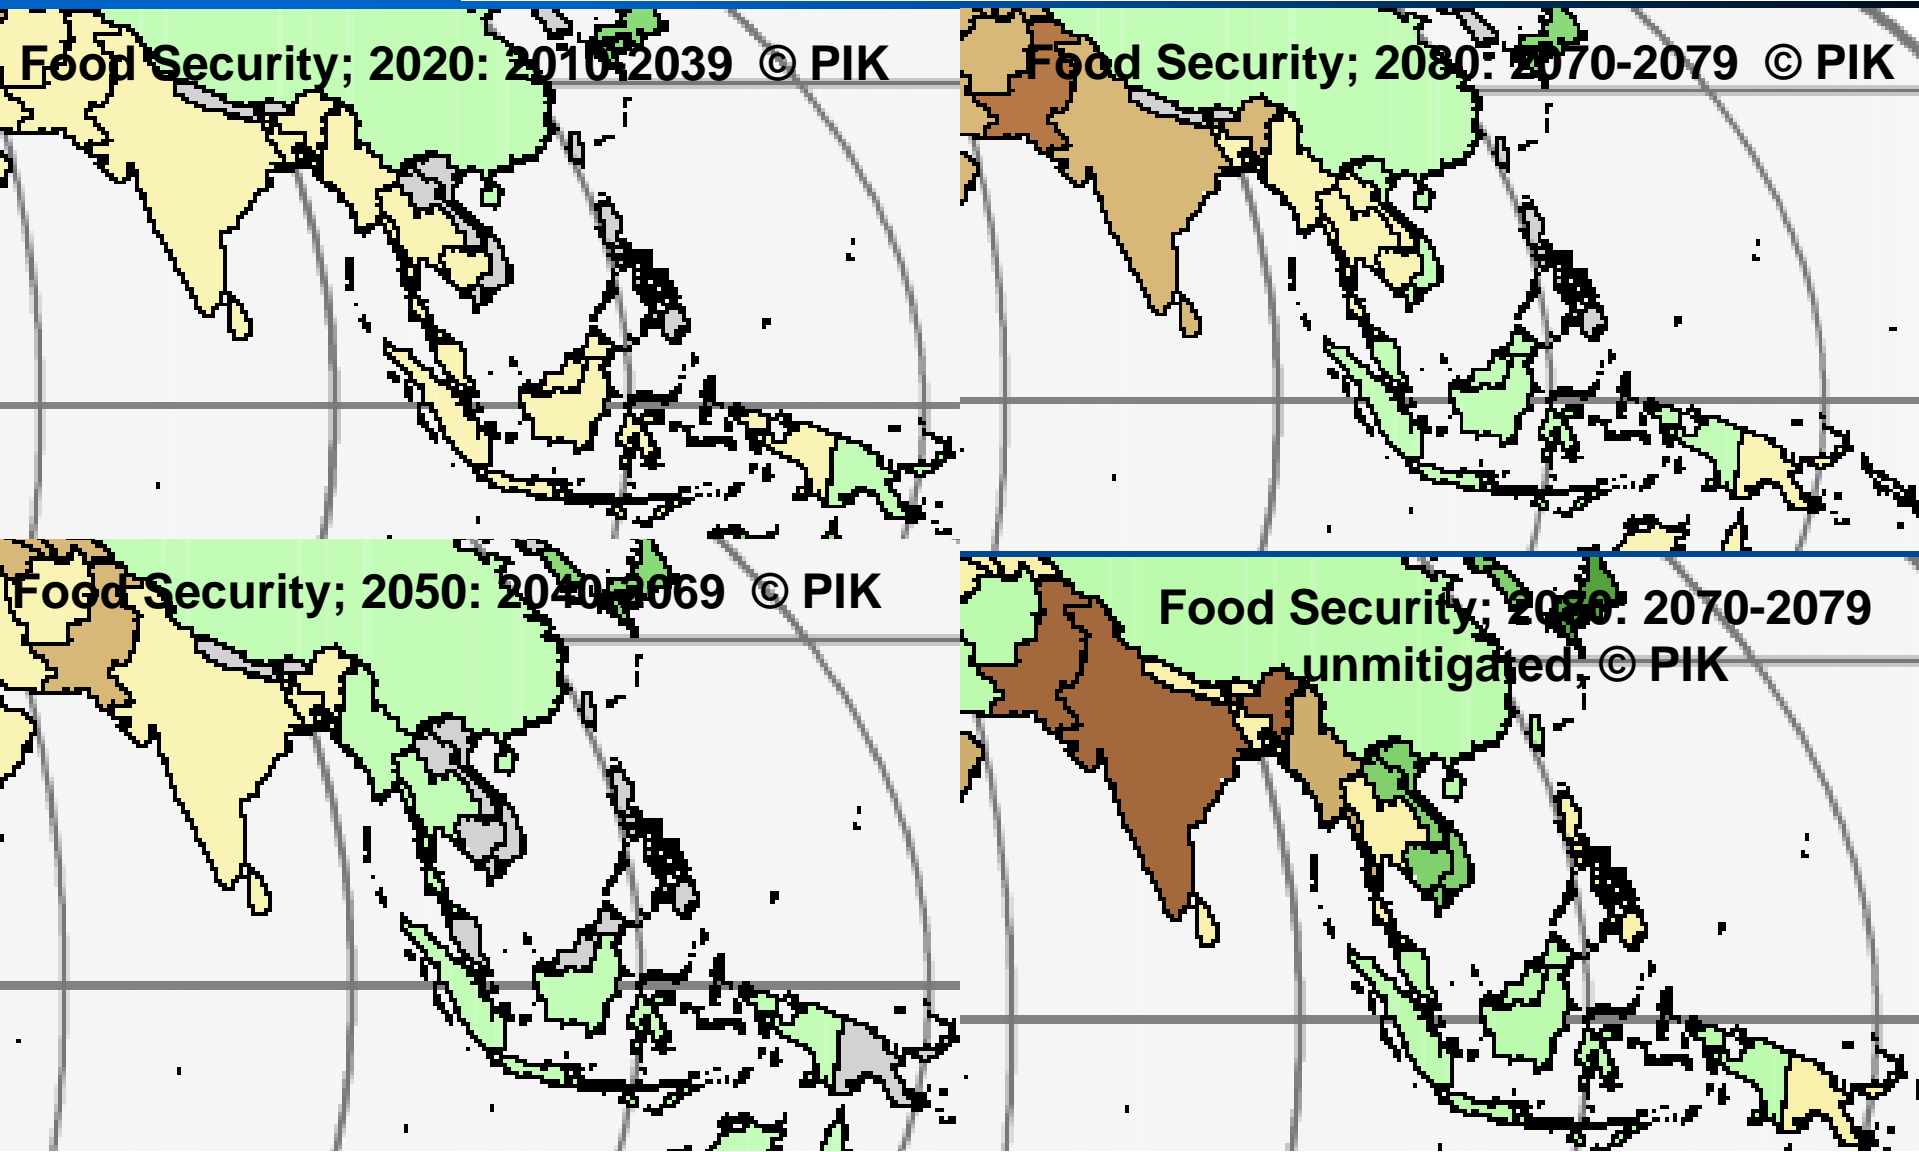 Food Security; 2020: 2010-2039 © PIK
Food Security; 2080: 2070-2079 © PIK
Food Security; 2050: 2040-2069 © PIK
Food Security; 2080: 2070-2079
unmitigated; © PIK